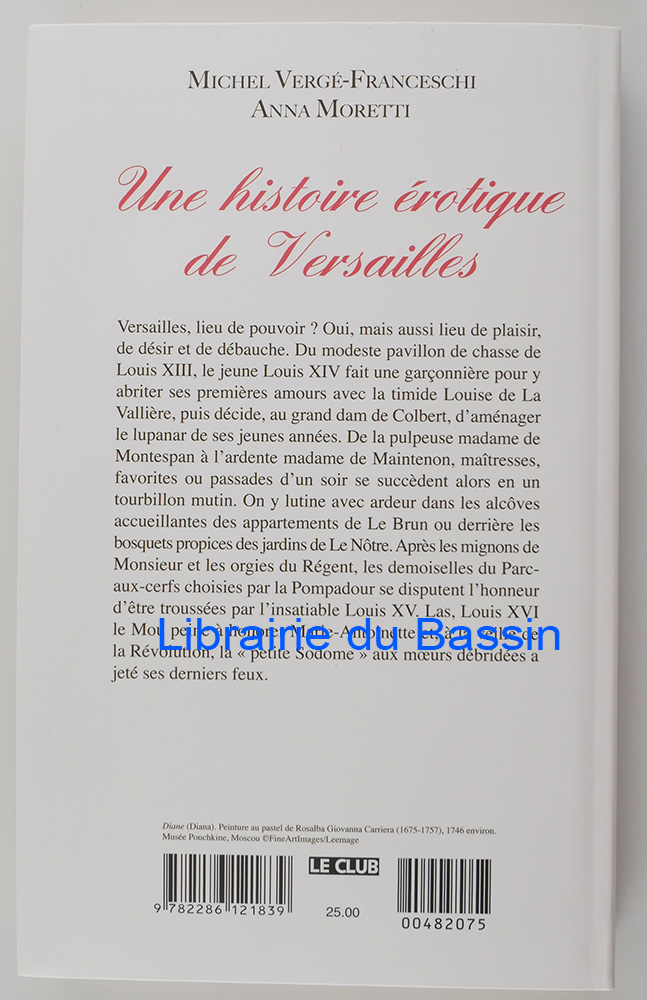 MICHEL VERGÉ-FRANCESCHI
ANNA MORETTI
Une histoire érotique
de Versailles
Versailles, lieu de pouvoir ? Oui, mais aussi lieu de plaisir,
de désir et de débauche. Du modeste pavillon de chasse de
Louis XIII, le jeune Louis XIV fait une garçonnière pour y
abriter ses premières amours avec la timide Louise de La
Vallière, puis décide, au grand dam de Colbert, d'aménager
le lupanar de ses jeunes années. De la pulpeuse madame de
Montespan à l'ardente madame de Maintenon, maîtresses,
favorites ou passades d'un soir se succèdent alors en un
tourbillon mutin. On y lutine avec ardeur dans les alcôves
accueillantes des appartements de Le Brun ou derrière les
bosquets propices des jardins de Le Nôtre. Après les mignons de
Monsieur et les orgies du Régent, les demoiselles du Parc-
aux-cerfs choisies par la Pompadour se disputent l'honneur
d'être troussées par l'insatiable Louis XV. Las, Louis XVI
le Mou peine à honorer Marie-Antoinette et, à la veille de
Librairie du Bassin
la Révolution, la « petite Sodome » aux mœurs débridées a
jeté ses derniers feux.
Diane (Diana). Peinture au pastel de Rosalba Giovanna Carriera (1675-1757), 1746 environ.
Musée Pouchkine, Moscou ©FineArtImages/Leemage
LE CLUB
9 782286 121839
25.00
00482075